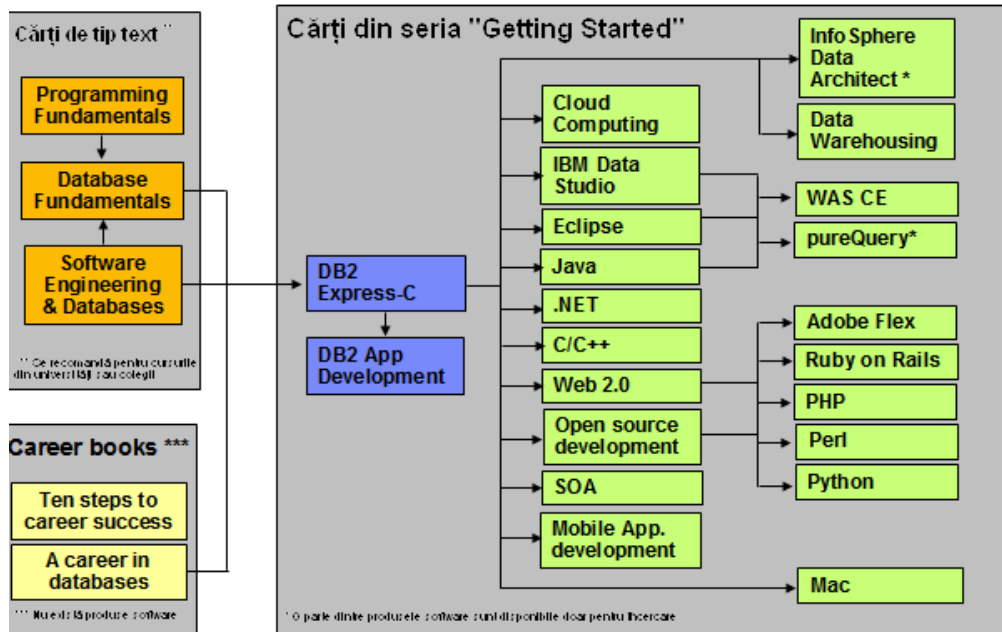 Cărți de tip text **
Programming
Fundamentals
Database
Fundamentals
Software
Engineering
& Databases
** Se recomandă pentru cursurile
din universități sau colegii
Career books ***
Ten steps to
career success
A career in
databases
*** Nu există produse software
Cărți din seria "Getting Started"
DB2
Express-C
DB2 App
Development
Cloud
Computing
IBM Data
Studio
Eclipse
Java
.NET
C/C++
Web 2.0
Open source
development
SOA
Mobile App.
development
InfoSphere
Data
Architect *
Data
Warehousing
WAS CE
pureQuery*
Adobe Flex
Ruby on Rails
PHP
Perl
Python
Mac
* O parte dintre produsele software sunt disponibile doar pentru încercare